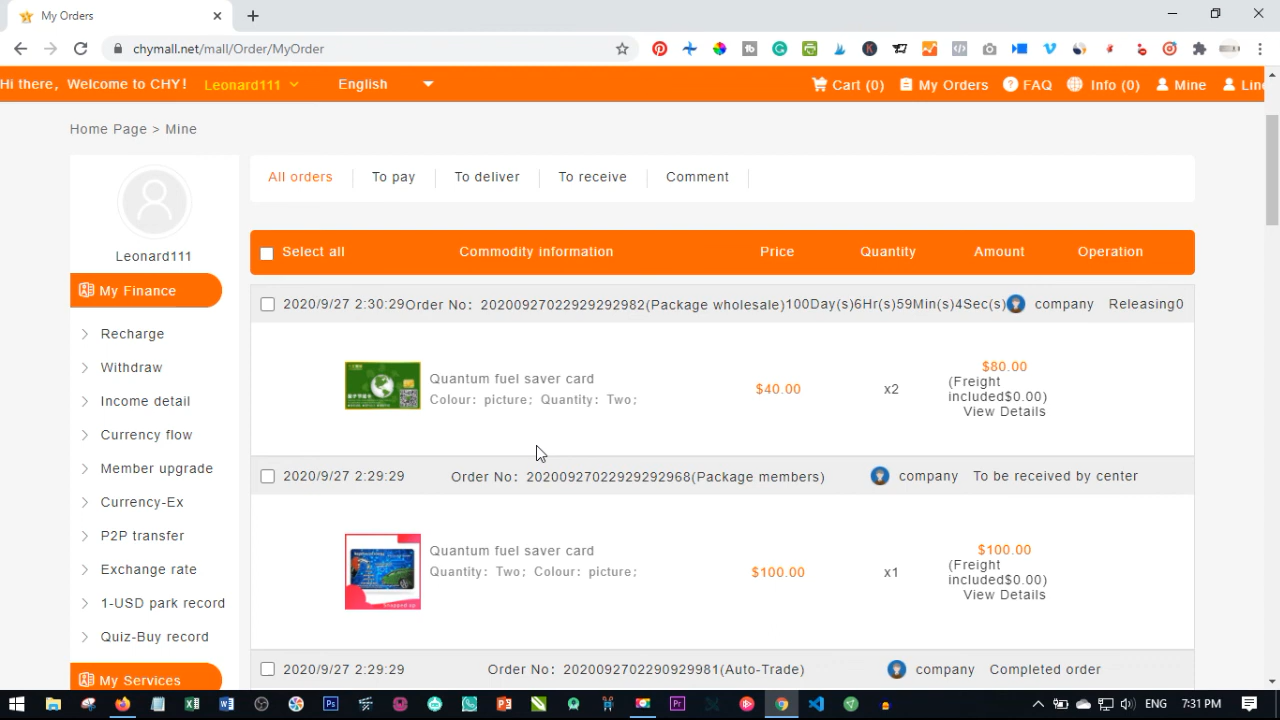 My Orders
chymall.net/mall/Order/MyOrder
Hi there, Welcome to CHY! Leonard111 English Cart (0) My Orders FAQ Info (0) Mine Line
Home Page > Mine
All orders To pay To deliver To receive Comment
Leonard111
Select all Commodity information Price Quantity Amount Operation
My Finance
2020/9/27 2:30:29 Order No: 20200927022929292982(Package wholesale) 100Day(s)6Hr(s)59Min(s)4Sec(s) company Releasing0
Recharge
Withdraw
Income detail
Currency flow
Member upgrade
Currency-Ex
P2P transfer
Exchange rate
1-USD park record
Quiz-Buy record
My Services
Quantum fuel saver card
Colour: picture; Quantity: Two;
$40.00 x2 $80.00
(Freight
included$0.00)
View Details
2020/9/27 2:29:29 Order No: 20200927022929292968(Package members) company To be received by center
Quantum fuel saver card
Quantity: Two; Colour: picture;
$100.00 x1 $100.00
(Freight
included$0.00)
View Details
2020/9/27 2:29:29 Order No: 2020092702290929981(Auto-Trade) company Completed order
ENG 7:31 PM